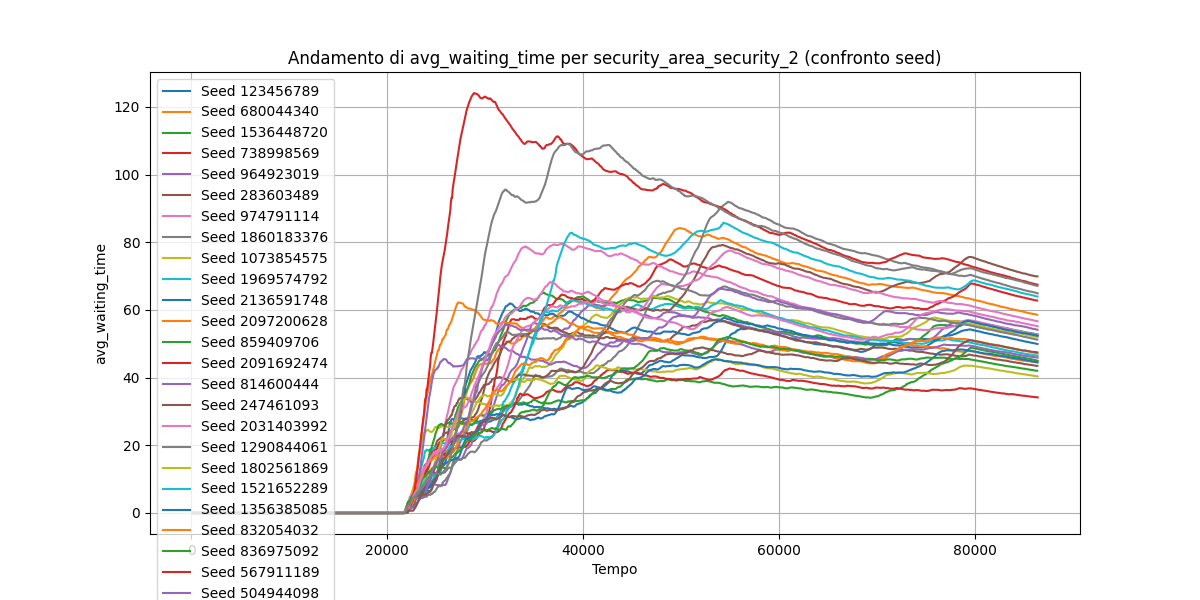 Andamento di avg_waiting_time per security_area_security_2 (confronto seed)
avg_waiting_time
120
100
80
60
40
20
0
Seed 123456789
Seed 680044340
Seed 1536448720
Seed 738998569
Seed 964923019
Seed 283603489
Seed 974791114
Seed 1860183376
Seed 1073854575
Seed 1969574792
Seed 2136591748
Seed 2097200628
Seed 859409706
Seed 2091692474
Seed 814600444
Seed 247461093
Seed 2031403992
Seed 1290844061
Seed 1802561869
Seed 1521652289
Seed 1356385085
Seed 832054032
Seed 836975092
Seed 567911189
Seed 504944098
0
20000
40000
60000
80000
Tempo